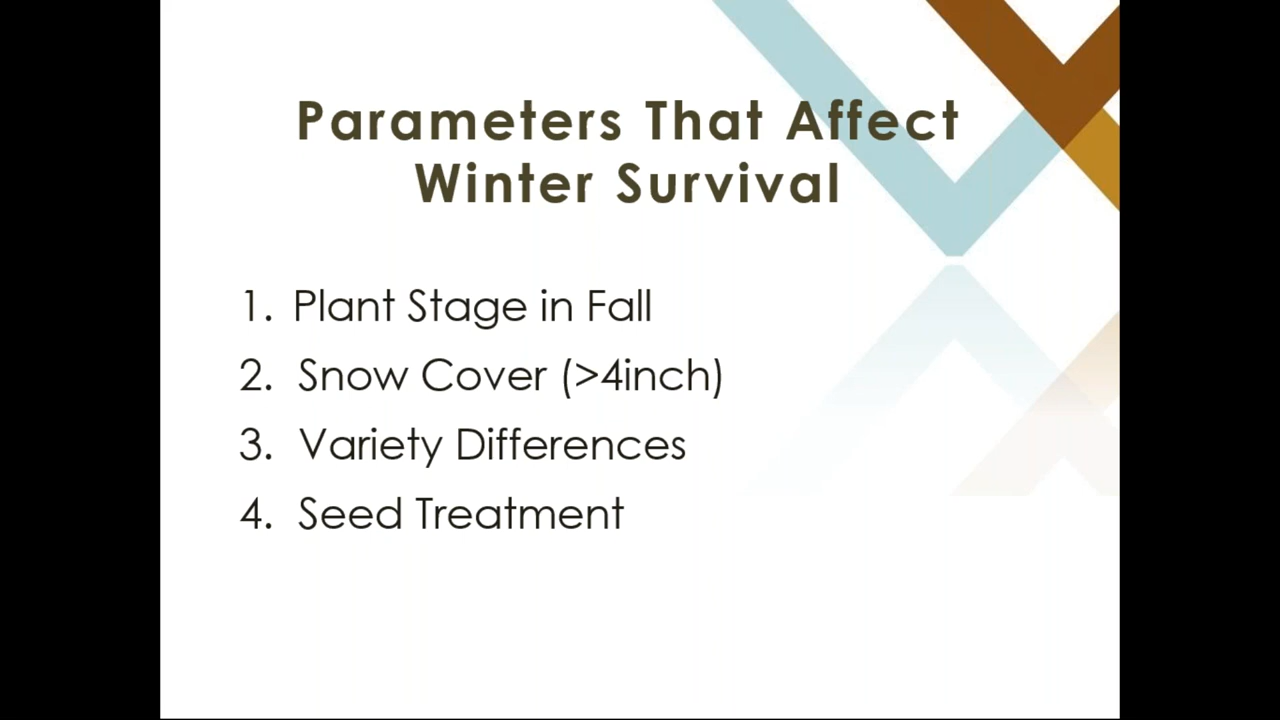 Parameters That Affect
Winter Survival
1. Plant Stage in Fall
2. Snow Cover (>4inch)
3. Variety Differences
4. Seed Treatment